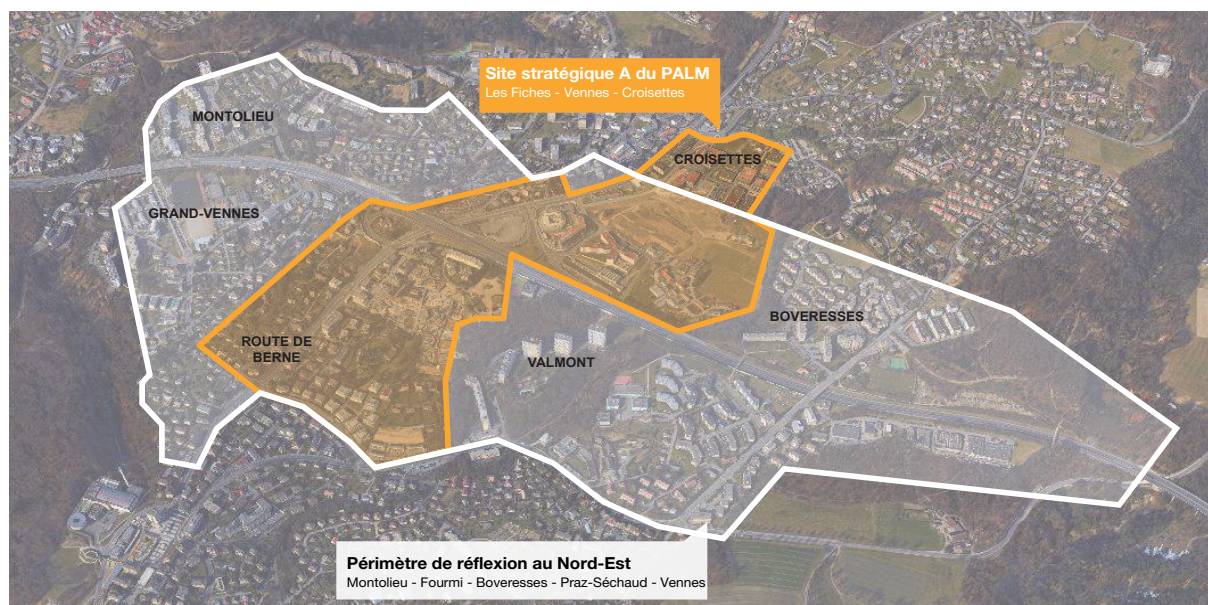 Site stratégique A du PALM
Les Fiches - Vennes - Croisettes
MONTOLIEU
CROISETTES
GRAND-VENNES
BOVERESSES
ROUTE DE
BERNE
VALMONT
Périmètre de réflexion au Nord-Est
Montolieu - Fourmi - Boveresses - Praz-Séchaud - Vennes